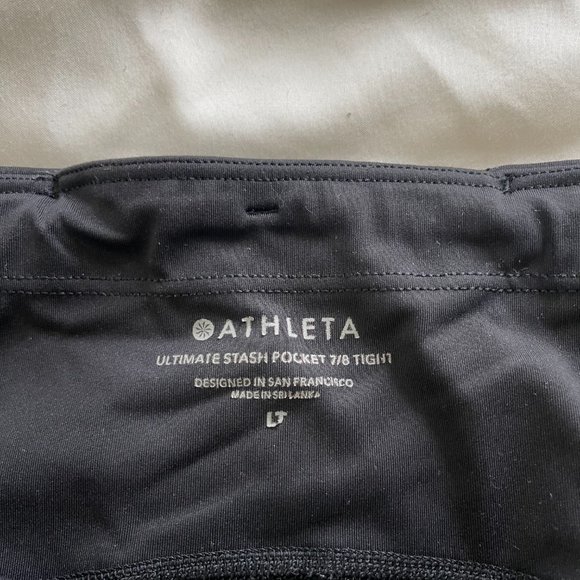 ATHLETA
ULTIMATE STASH POCKET 7/8 TIGHT
DESIGNED IN SAN FRANCISCO
MADE IN SRI LANKA
LT